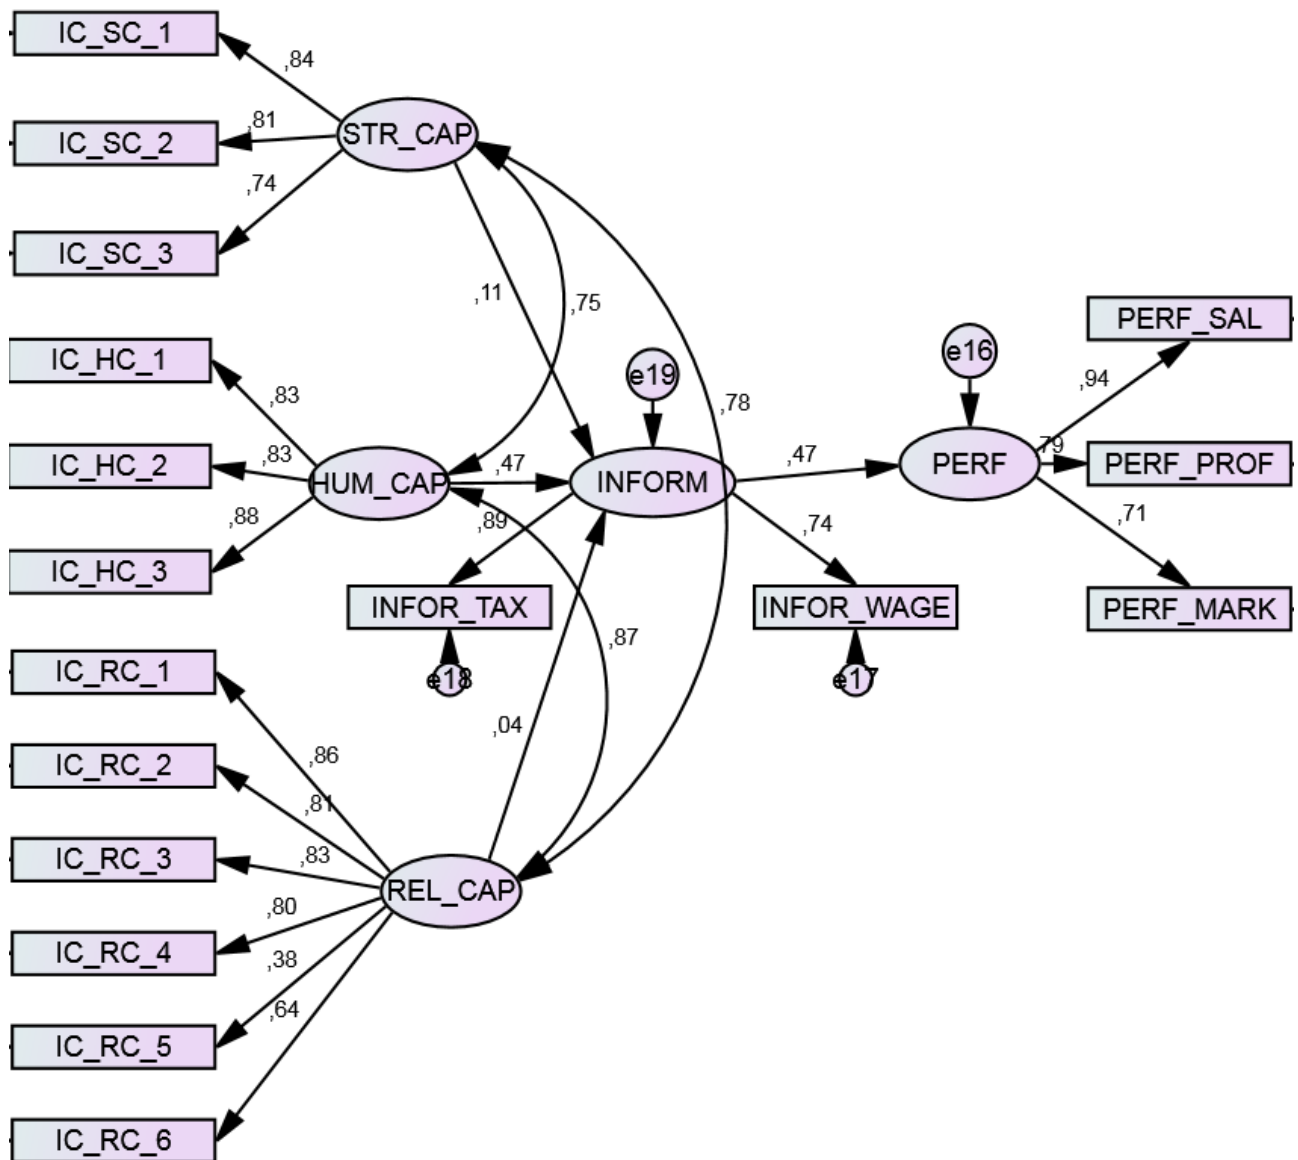 IC_SC_1
,84
IC_SC_2
,81
STR_CAP
,74
IC_SC_3
,11
,75
IC_HC_1
,83
IC_HC_2
,83
HUM_CAP
,88
IC_HC_3
,47
e19
INFORM
,78
,47
e16
PERF
,94
PERF_SAL
,79
PERF_PROF
,71
PERF_MARK
,89
INFOR_TAX
e18
,74
INFOR_WAGE
e17
,87
,04
IC_RC_1
,86
IC_RC_2
,81
IC_RC_3
,83
REL_CAP
IC_RC_4
,80
,38
IC_RC_5
,64
IC_RC_6